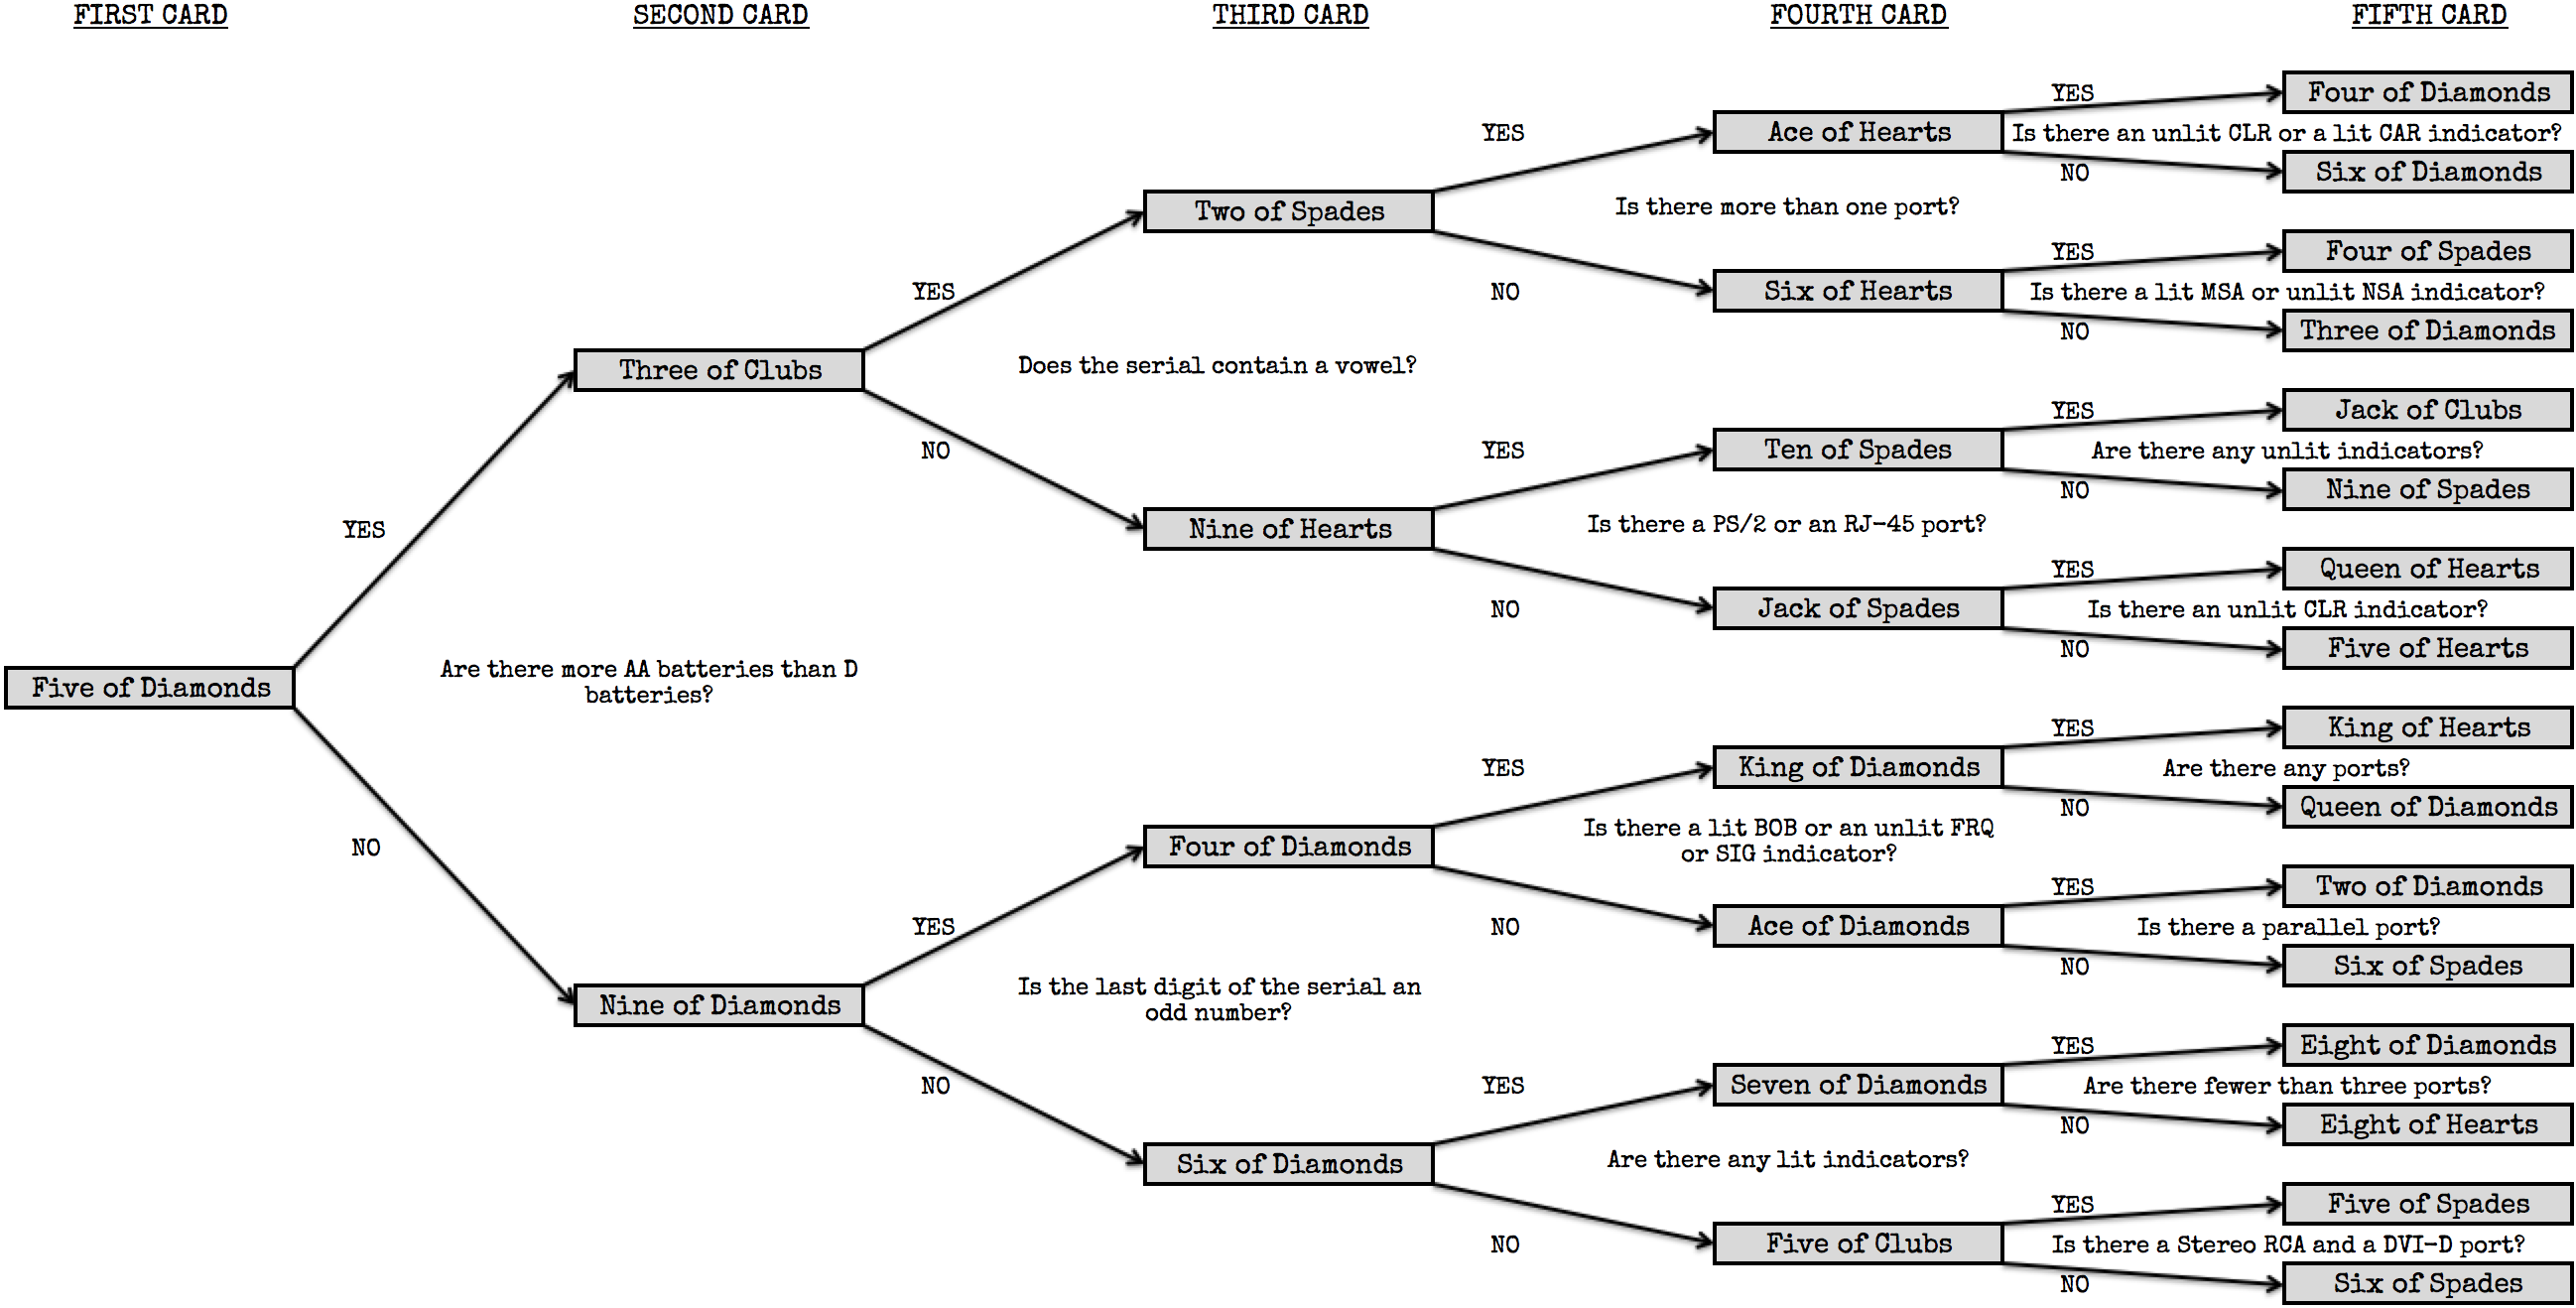 FIRST CARD
SECOND CARD
THIRD CARD
FOURTH CARD
FIFTH CARD
YES
Four of Diamonds
YES
Ace of Hearts
Is there an unlit CLR or a lit CAR indicator?
NO
Six of Diamonds
Two of Spades
Is there more than one port?
YES
Four of Spades
YES
NO
Six of Hearts
Is there a lit MSA or unlit NSA indicator?
NO
Three of Diamonds
Three of Clubs
Does the serial contain a vowel?
YES
Jack of Clubs
NO
YES
Ten of Spades
Are there any unlit indicators?
NO
Nine of Spades
YES
Nine of Hearts
Is there a PS/2 or an RJ-45 port?
YES
Queen of Hearts
NO
Jack of Spades
Is there an unlit CLR indicator?
NO
Five of Hearts
Five of Diamonds
Are there more AA batteries than D
batteries?
YES
King of Hearts
YES
King of Diamonds
Are there any ports?
NO
Queen of Diamonds
NO
Four of Diamonds
Is there a lit BOB or an unlit FRQ
or SIG indicator?
YES
Two of Diamonds
YES
NO
Ace of Diamonds
Is there a parallel port?
NO
Six of Spades
Nine of Diamonds
Is the last digit of the serial an
odd number?
YES
Eight of Diamonds
NO
YES
Seven of Diamonds
Are there fewer than three ports?
NO
Eight of Hearts
Six of Diamonds
Are there any lit indicators?
YES
Five of Spades
NO
Five of Clubs
Is there a Stereo RCA and a DVI-D port?
NO
Six of Spades